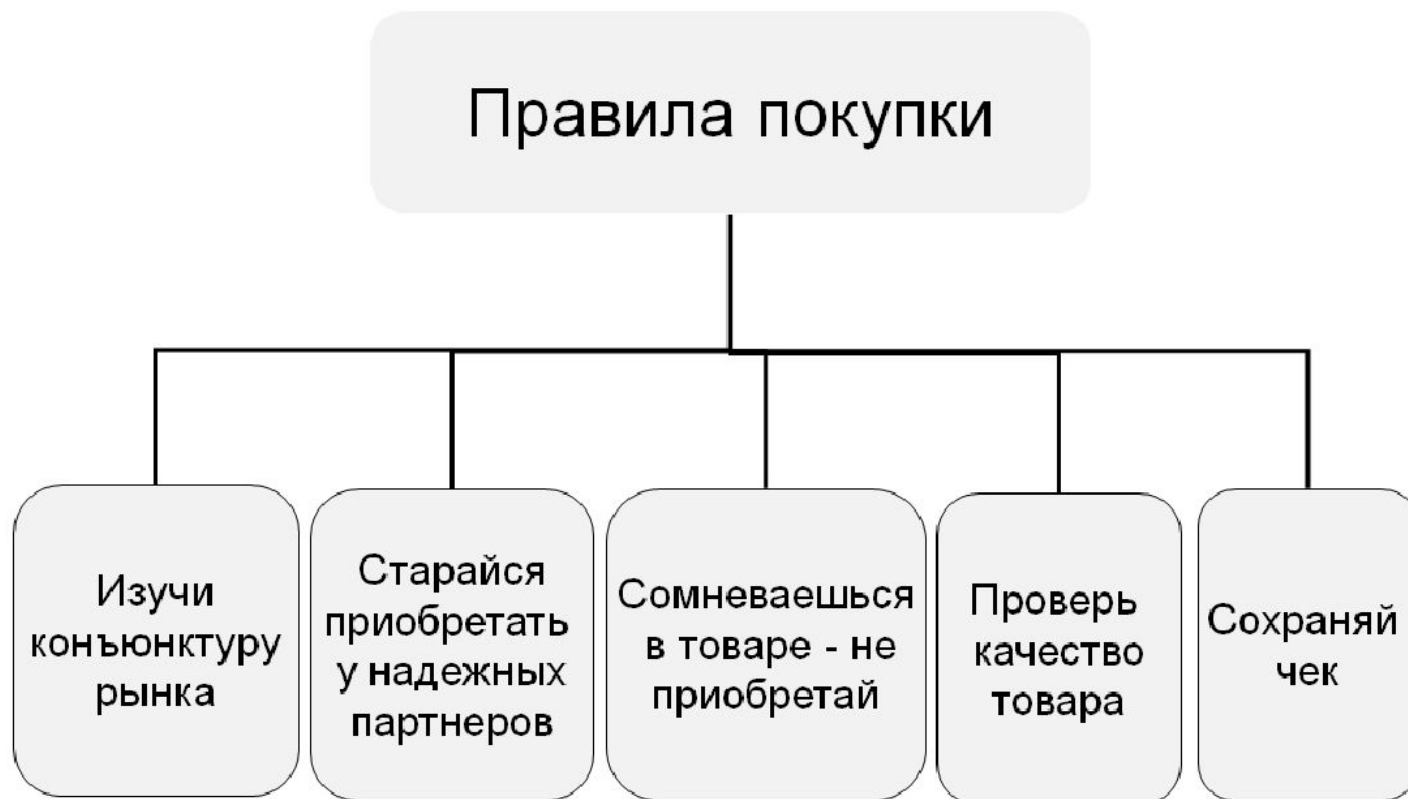 Правила покупки
Изучи
конъюнктуру
рынка
Старайся
приобретать
у надежных
партнеров
Сомневаешься
в товаре - не
приобретай
Проверь
качество
товара
Сохраняй
чек